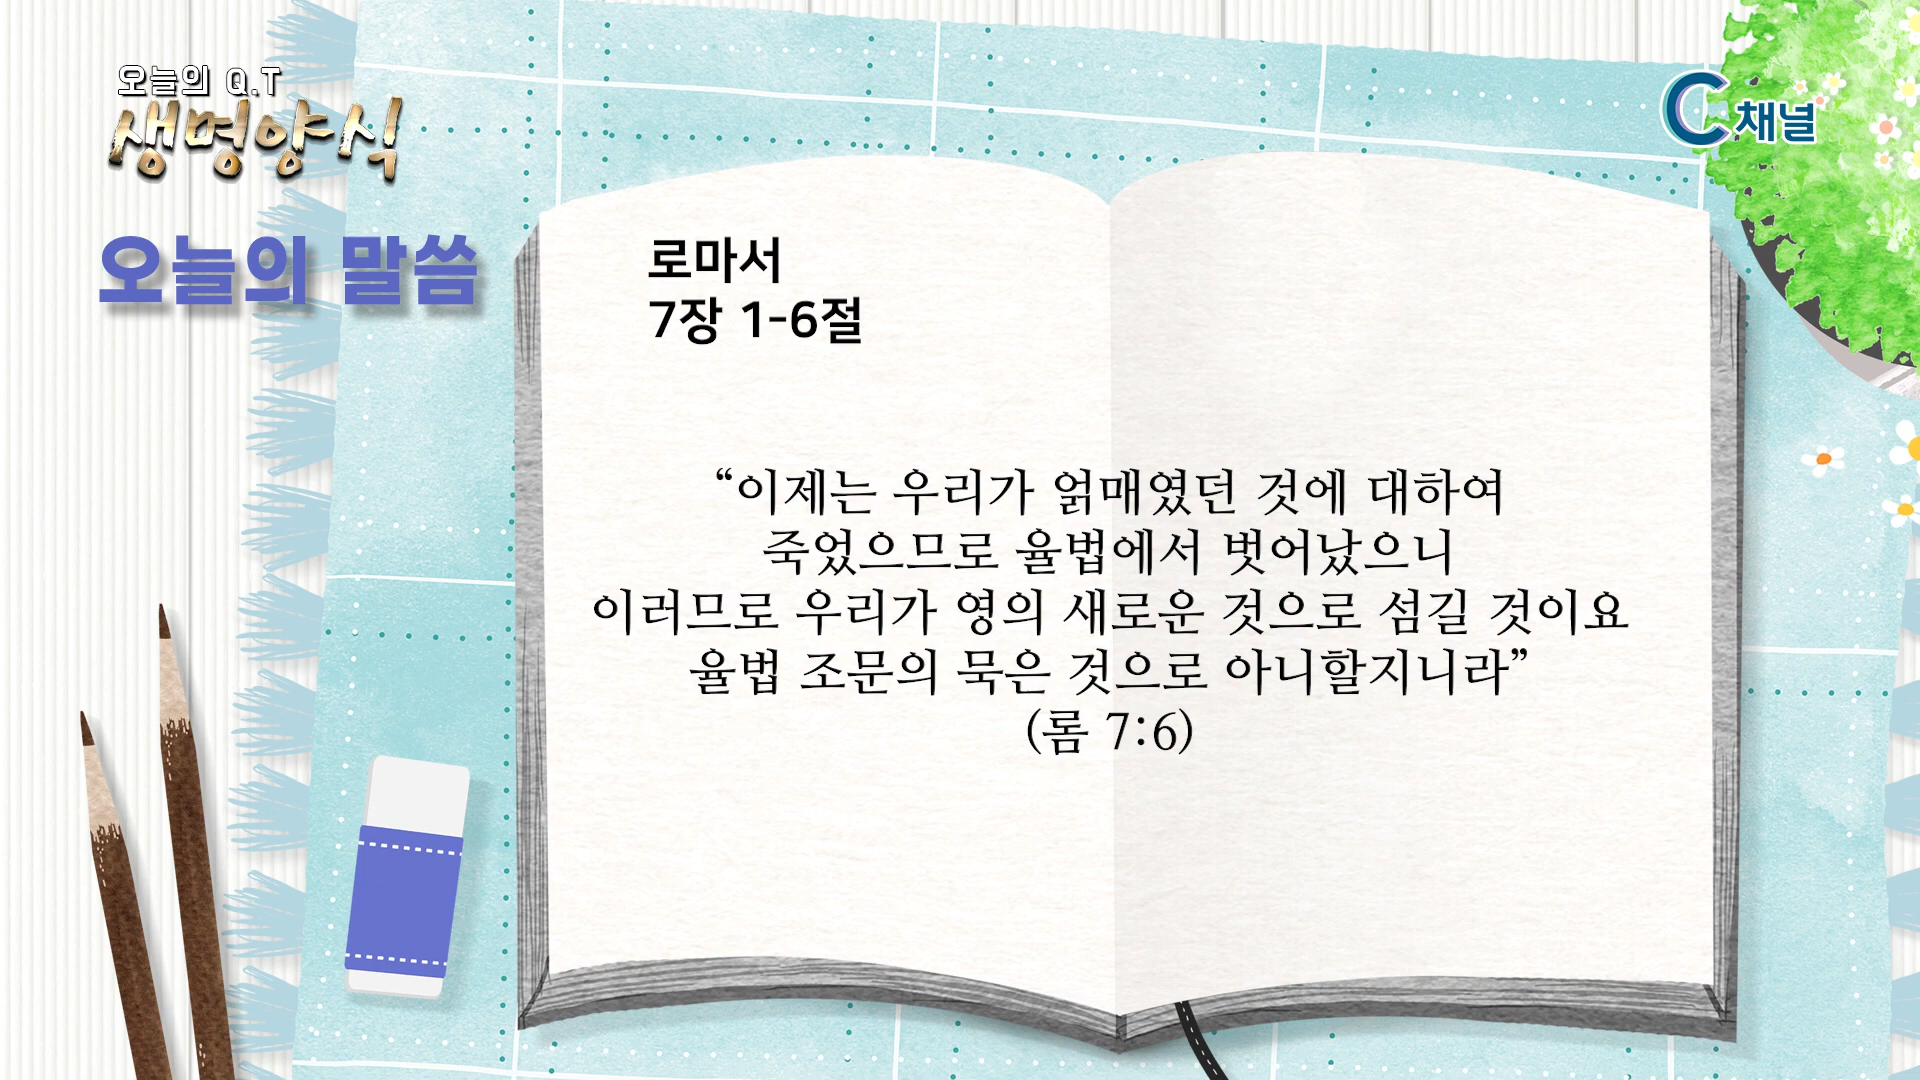 오늘의 Q.T
생명양식
C채널
오늘의 말씀
로마서
7장 1-6절
“이제는 우리가 얽매였던 것에 대하여
죽었으므로 율법에서 벗어났으니
이러므로 우리가 영의 새로운 것으로 섬길 것이요
율법 조문의 묵은 것으로 아니할지니라”
(롬 7:6)